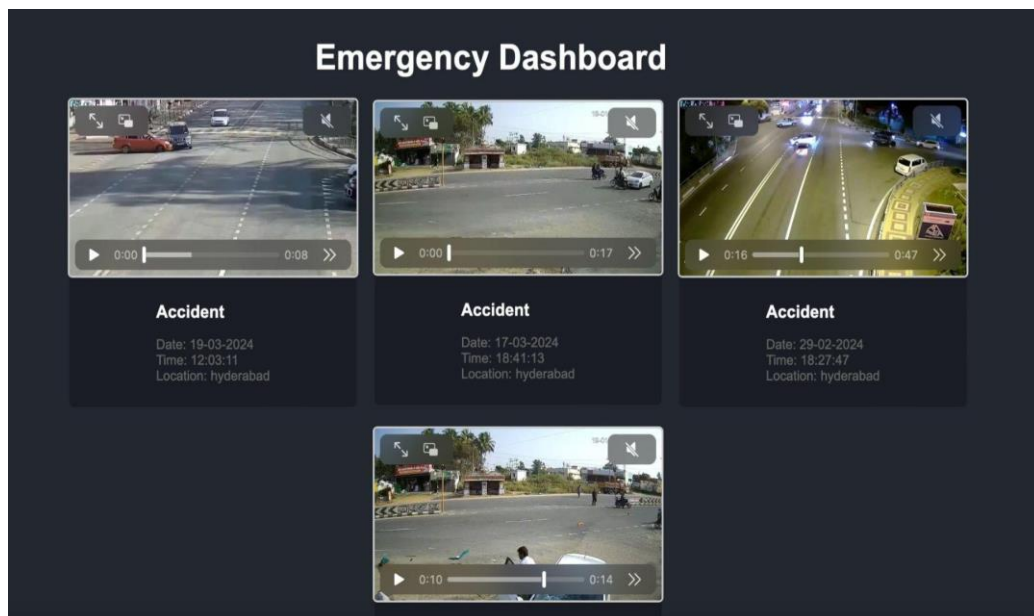 Emergency Dashboard
0:00 0:08
0:00 0:17
0:16 0:47
Accident
Date: 19-03-2024
Time: 12:03:11
Location: hyderabad
Accident
Date: 17-03-2024
Time: 18:41:13
Location: hyderabad
Accident
Date: 29-02-2024
Time: 18:27:47
Location: hyderabad
0:10 0:14